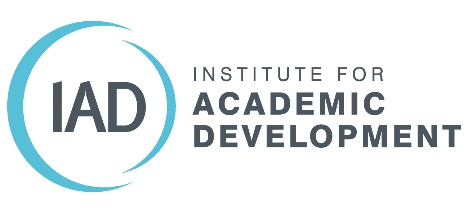 IAD
INSTITUTE FOR
ACADEMIC
DEVELOPMENT